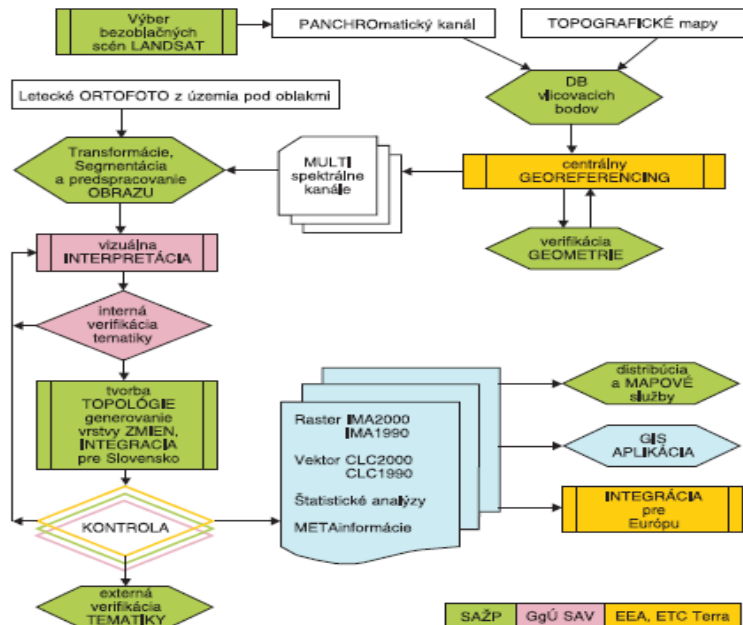 Výber
bezoblačných
scén LANDSAT
PANCHROmatický kanál
TOPOGRAFICKÉ mapy
DB
vlicovacich
bodov
Letecké ORTOFOTO z územia pod oblakmi
Transformácie,
Segmentácia
a predspracovanie
OBRAZU
MULTI
spektrálne
kanále
centrálny
GEOREFERENCING
verifikácia
GEOMETRIE
vizuálna
INTERPRETÁCIA
interná
verifikácia
tematiky
tvorba
TOPOLÓGIE
generovanie
vrstvy ZMIEN,
INTEGRACIA
pre Slovensko
KONTROLA
externá
verifikácia
TEMATIKY
Raster IMA2000
IMA1990
Vektor CLC2000
CLC1990
Štatistické analýzy
METAinformácie
distribúcia
a MAPOVÉ
služby
GIS
APLIKÁCIA
INTEGRÁCIA
pre
Európu
SAŽP
GgÚ SAV
EEA, ETC Terra